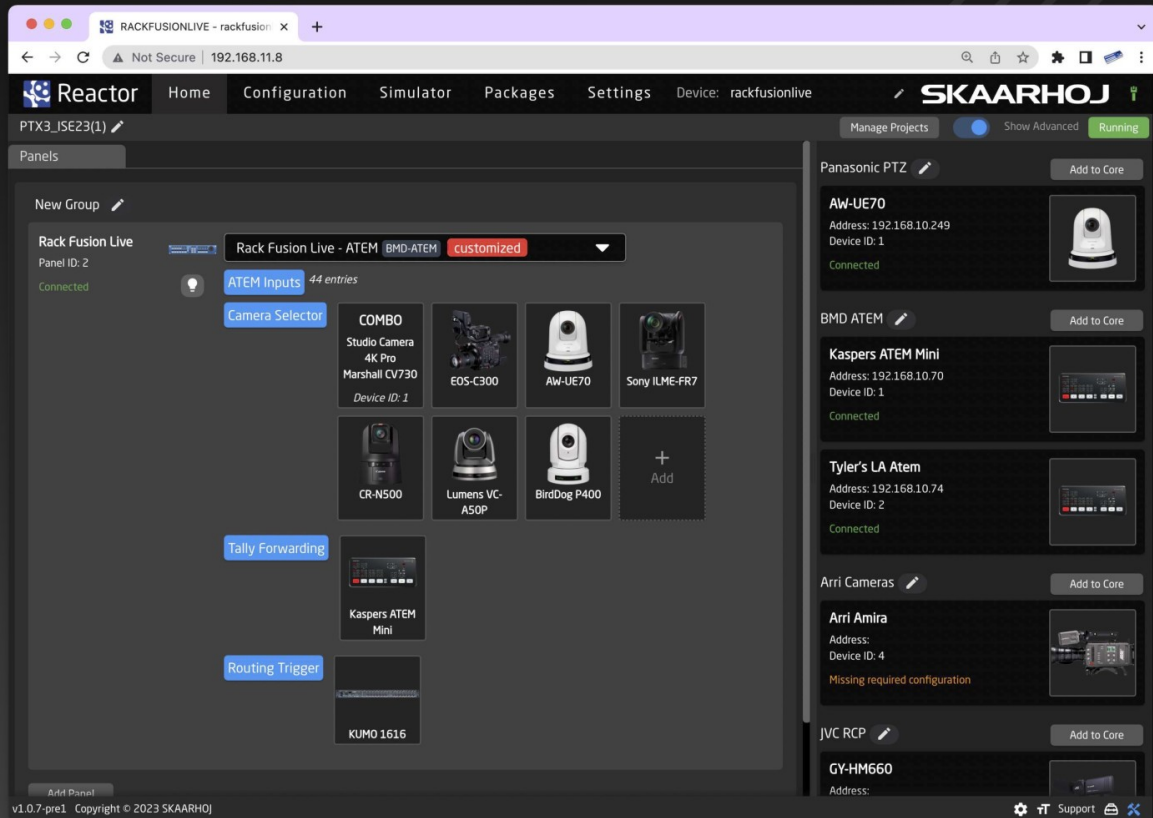 RACKFUSIONLIVE - rackfusion
Not Secure | 192.168.11.8
Reactor Home Configuration Simulator Packages Settings Device: rackfusionlive SKAARHOJ
PTX3_ISE23(1) Manage Projects Show Advanced Running
Panels
New Group
Rack Fusion Live
Panel ID: 2
Connected
Rack Fusion Live - ATEM BMD-ATEM customized
ATEM Inputs 44 entries
Camera Selector
COMBO
Studio Camera
4K Pro
Marshall CV730
Device ID: 1
EOS-C300
AW-UE70
Sony ILME-FR7
CR-N500
Lumens VC-
A50P
BirdDog P400
+
Add
Tally Forwarding
Kaspers ATEM
Mini
Routing Trigger
KUMO 1616
Add Panel
Panasonic PTZ Add to Core
AW-UE70
Address: 192.168.10.249
Device ID: 1
Connected
BMD ATEM Add to Core
Kaspers ATEM Mini
Address: 192.168.10.70
Device ID: 1
Connected
Tyler's LA Atem
Address: 192.168.10.74
Device ID: 2
Connected
Arri Cameras Add to Core
Arri Amira
Address:
Device ID: 4
Missing required configuration
JVC RCP Add to Core
GY-HM660
Address:
v1.0.7-pre1 Copyright © 2023 SKAARHOJ
Support